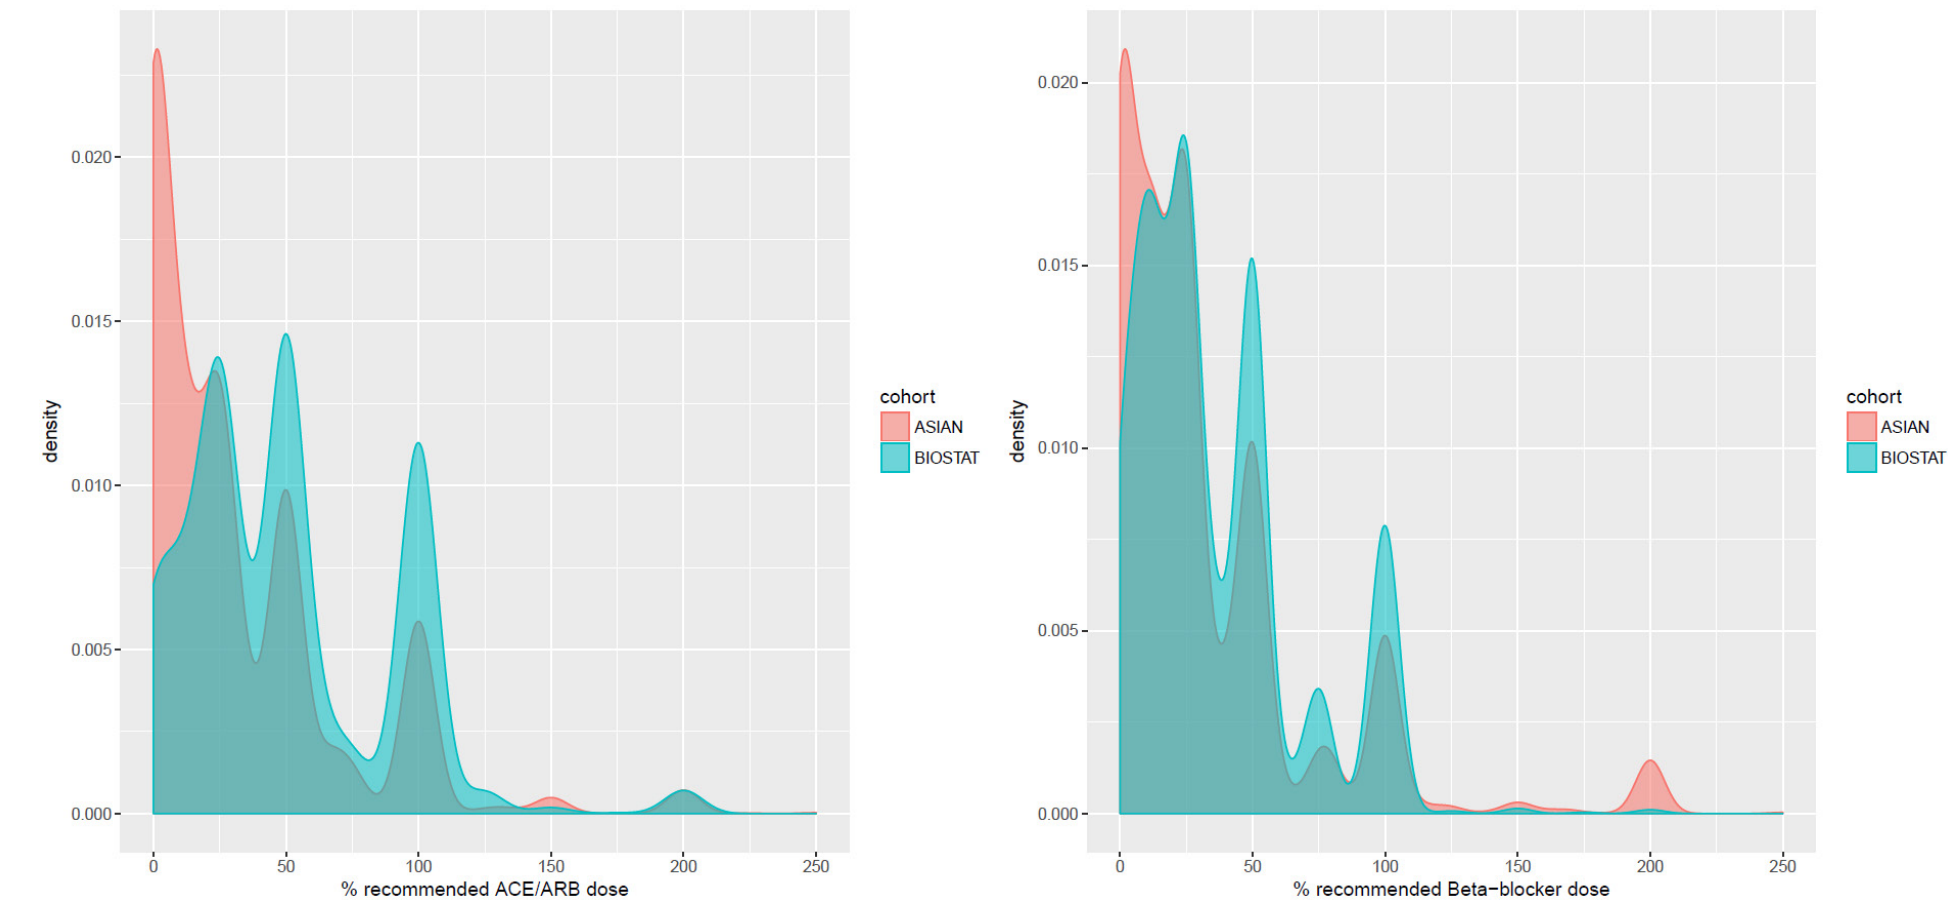 0.020
0.015
0.010
0.005
0.000
density
0 50 100 150 200 250
% recommended ACE/ARB dose
cohort
ASIAN
BIOSTAT
0.020
0.015
0.010
0.005
0.000
density
0 50 100 150 200 250
% recommended Beta−blocker dose
cohort
ASIAN
BIOSTAT